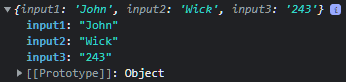 ▼{input1: 'John', input2: 'Wick', input3: '243'} i
input1: "John"
input2: "Wick"
input3: "243"
▶[[Prototype]]: Object